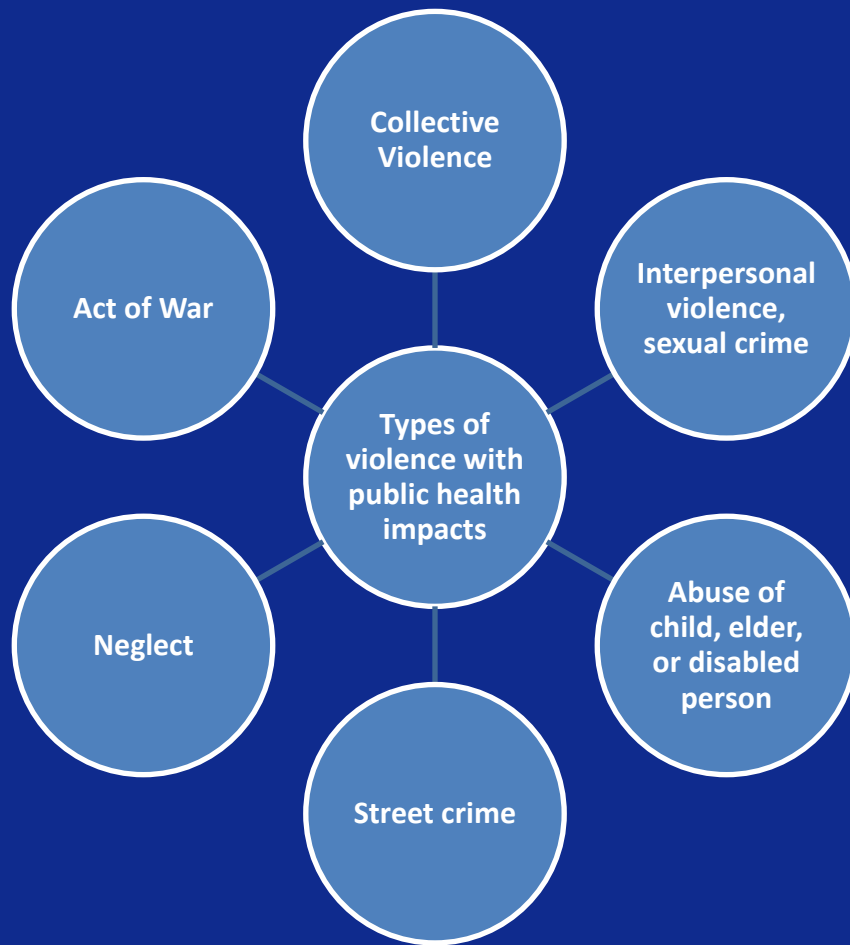 Collective
Violence
Interpersonal
violence,
sexual crime
Abuse of
child, elder,
or disabled
person
Street crime
Neglect
Act of War
Types of
violence with
public health
impacts